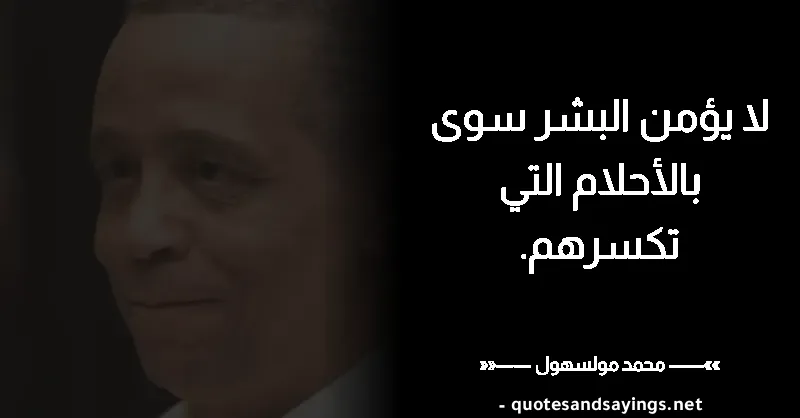 لا يؤمن البشر سوى
بالأحلام التي
تكسرهم.
»»—— محمد مولسهول ——««
- quotesandsayings.net